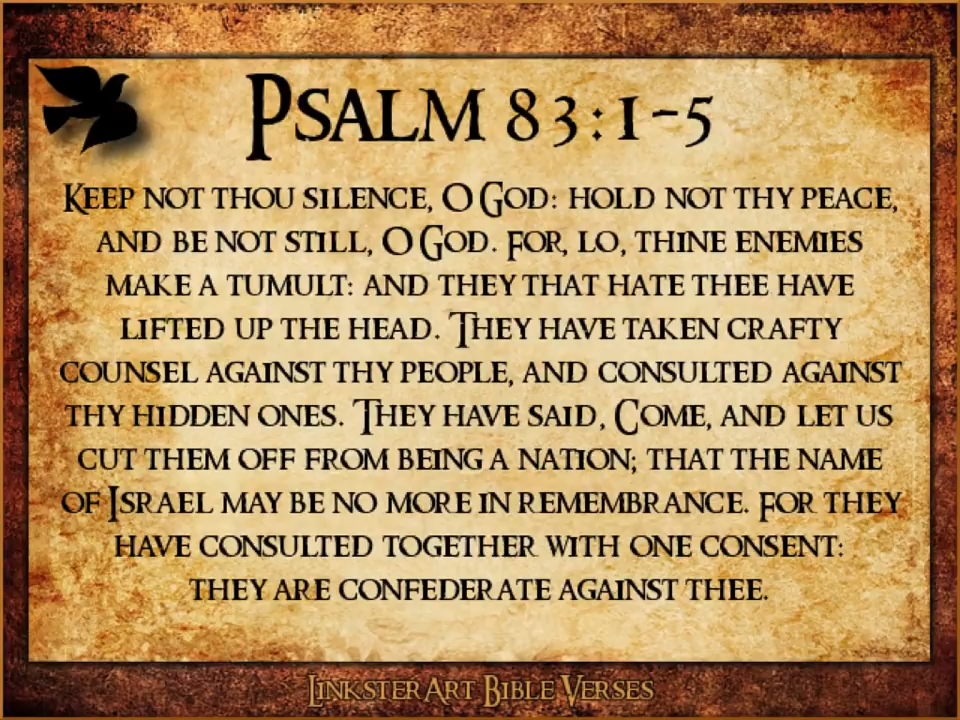 Psalm 83:1-5
Keep not thou silence, O God: hold not thy peace,
and be not still, O God. For, lo, thine enemies
make a tumult: and they that hate thee have
lifted up the head. They have taken crafty
counsel against thy people, and consulted against
thy hidden ones. They have said, Come, and let us
cut them off from being a nation; that the name
of Israel may be no more in remembrance. For they
have consulted together with one consent:
they are confederate against thee.
Linkster Art Bible Verses